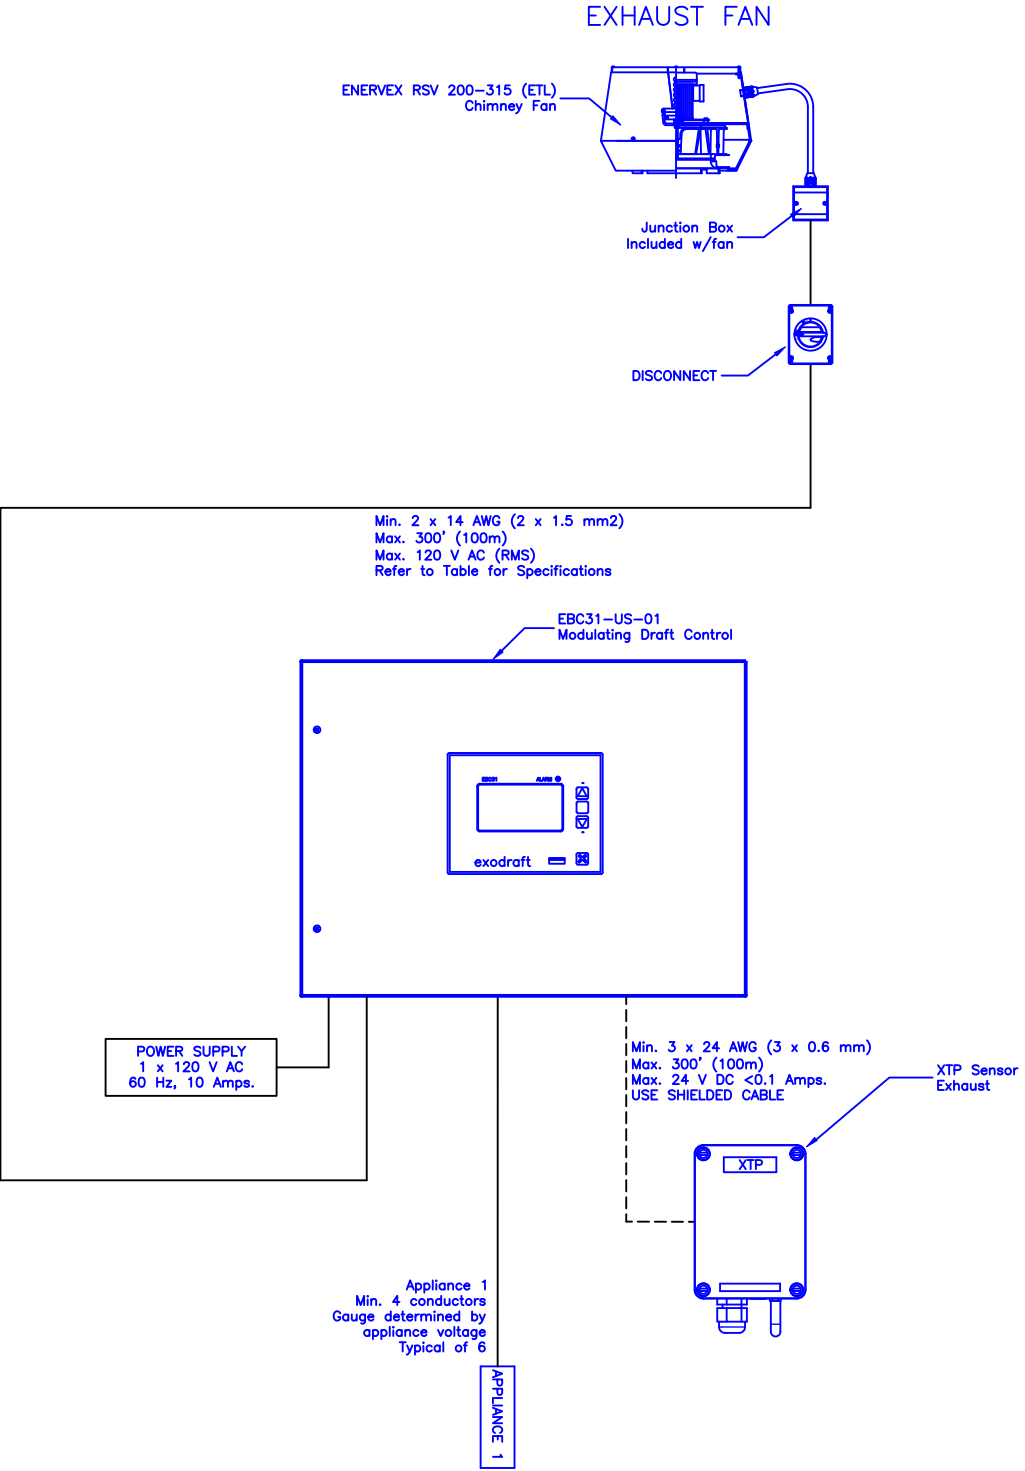 EXHAUST FAN
ENERVEX RSV 200-315 (ETL)
Chimney Fan
Junction Box
Included w/fan
DISCONNECT
Min. 2 x 14 AWG (2 x 1.5 mm2)
Max. 300' (100m)
Max. 120 V AC (RMS)
Refer to Table for Specifications
EBC31-US-01
Modulating Draft Control
EBC31
ALARM
exodraft
POWER SUPPLY
1 x 120 V AC
60 Hz, 10 Amps.
Min. 3 x 24 AWG (3 x 0.6 mm)
Max. 300' (100m)
Max. 24 V DC <0.1 Amps.
USE SHIELDED CABLE
XTP Sensor
Exhaust
XTP
Appliance 1
Min. 4 conductors
Gauge determined by
appliance voltage
Typical of 6
APPLIANCE 1